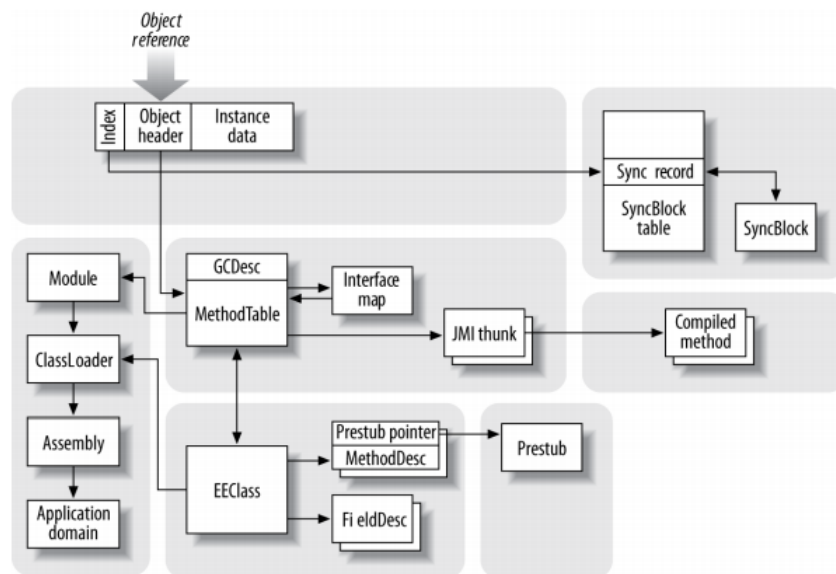 Object
reference
Index
Object
header
Instance
data
Sync record
SyncBlock
table
SyncBlock
Module
ClassLoader
Assembly
Application
domain
GCDesc
MethodTable
Interface
map
JMI thunk
Compiled
method
EEClass
Prestub pointer
MethodDesc
Fi eldDesc
Prestub